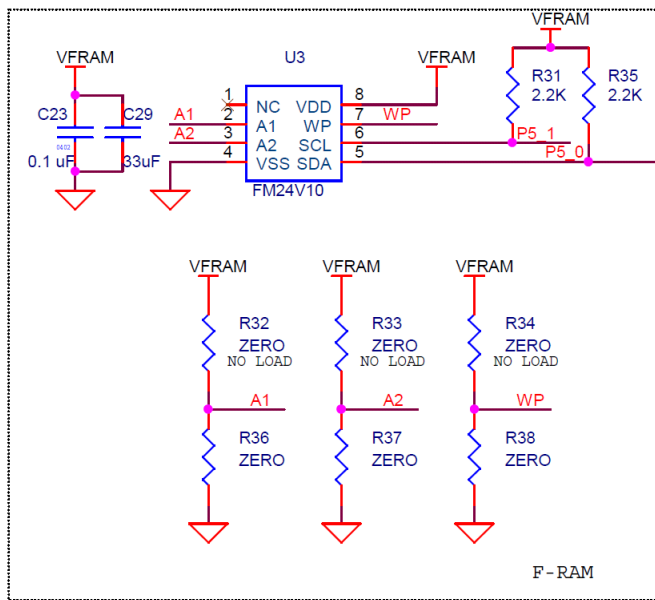 VFRAM
C23
C29
0402
0.1 uF
33uF
U3
VFRAM
A1
A2
1
2
3
4
NC VDD
A1 WP
A2 SCL
VSS SDA
8
7
6
5
WP
FM24V10
VFRAM
R31
2.2K
R35
2.2K
P5_1
P5_0
VFRAM
R32
ZERO
NO LOAD
A1
R36
ZERO
VFRAM
R33
ZERO
NO LOAD
A2
R37
ZERO
VFRAM
R34
ZERO
NO LOAD
WP
R38
ZERO
F-RAM